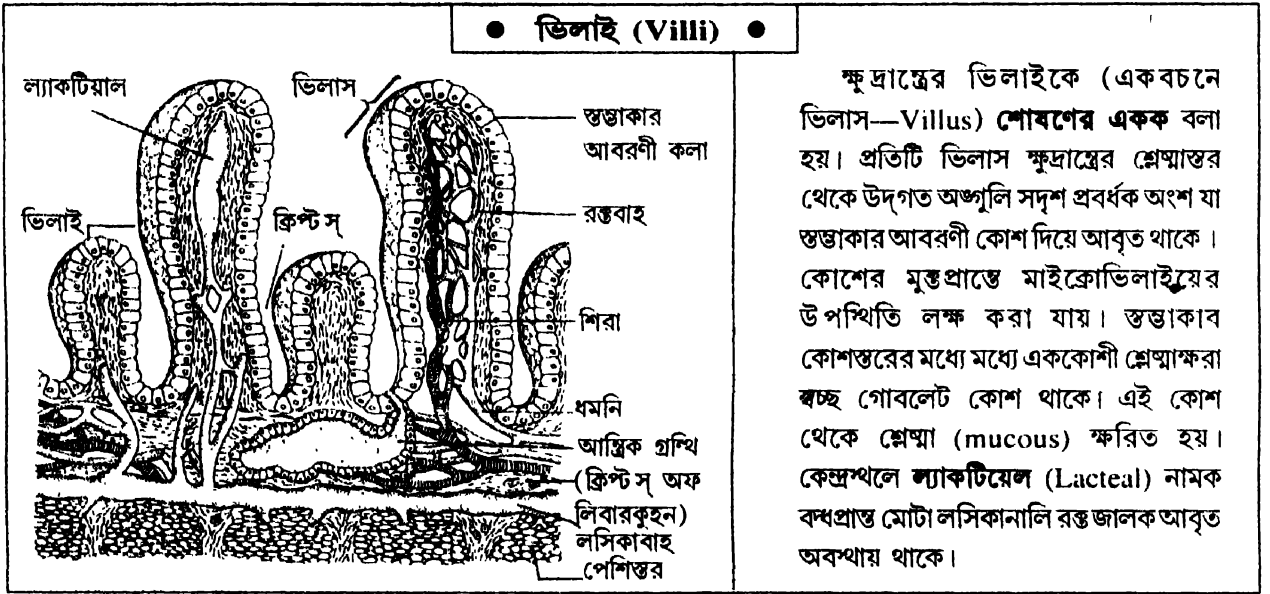 ● ভিলাই (Villi) ●
ল্যাকটিয়াল
ভিলাস
স্তম্ভাকার
আবরণী কলা
ভিলাই
ক্রিপ্ট স্
রক্তবাহ
শিরা
ধমনি
আন্ত্রিক গ্রন্থি
(ক্রিপ্ট স্ অফ
লিবারকুহন)
লসিকাবাহ
পেশিস্তর
ক্ষুদ্রান্ত্রের ভিলাইকে (একবচনে
ভিলাস—Villus) শোষণের একক বলা
হয়। প্রতিটি ভিলাস ক্ষুদ্রান্ত্রের শ্লেষ্মাস্তর
থেকে উদ্‌গত অঙ্গুলি সদৃশ প্রবর্ধক অংশ যা
স্তম্ভাকার আবরণী কোশ দিয়ে আবৃত থাকে।
কোশের মুক্তপ্রান্তে মাইক্রোভিলাইয়ের
উপস্থিতি লক্ষ করা যায়। স্তম্ভাকাব
কোশস্তরের মধ্যে মধ্যে এককোশী শ্লেষ্মাক্ষরা
স্বচ্ছ গোবলেট কোশ থাকে। এই কোশ
থেকে শ্লেষ্মা (mucous) ক্ষরিত হয়।
কেন্দ্রস্থলে ল্যাকটিয়েল (Lacteal) নামক
বদ্ধপ্রান্ত মোটা লসিকানালি রক্ত জালক আবৃত
অবস্থায় থাকে।